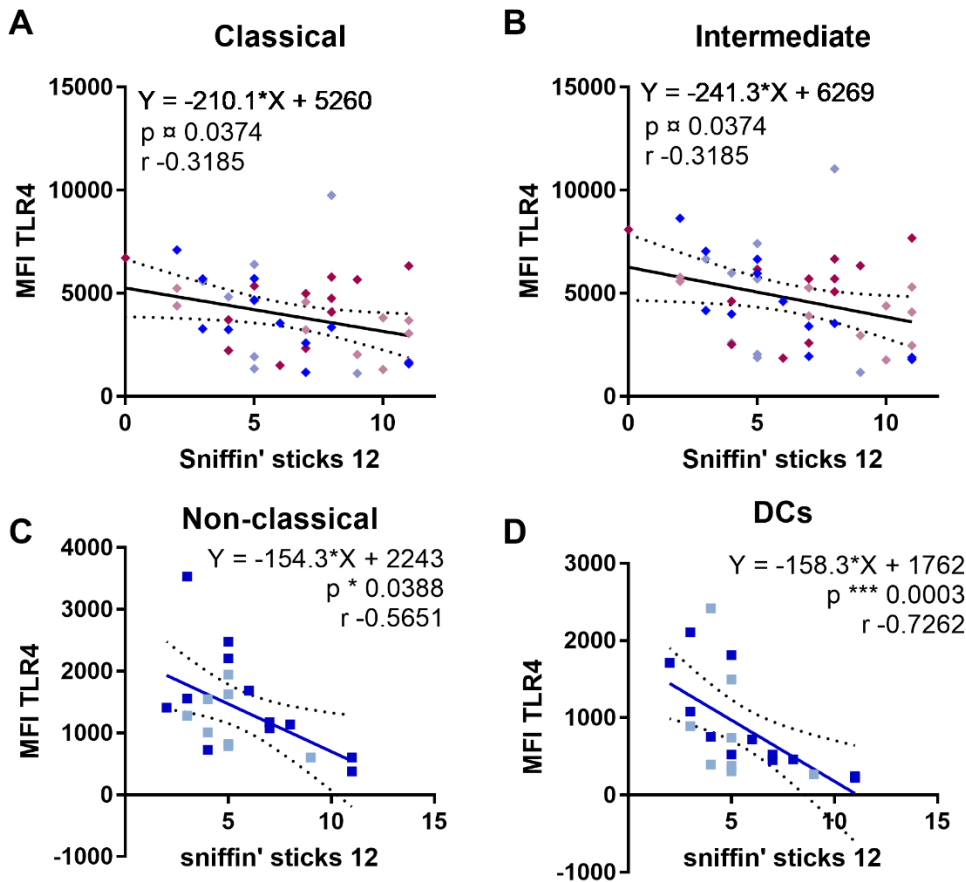 A
Classical
Y = -210.1*X + 5260
p ¤ 0.0374
r -0.3185
15000
10000
5000
0
MFI TLR4
0
5
10
Sniffin' sticks 12
B
Intermediate
Y = -241.3*X + 6269
p ¤ 0.0374
r -0.3185
15000
10000
5000
0
MFI TLR4
0
5
10
Sniffin' sticks 12
C
Non-classical
Y = -154.3*X + 2243
p * 0.0388
r -0.5651
4000
3000
2000
1000
0
-1000
MFI TLR4
5
10
15
sniffin' sticks 12
D
DCs
Y = -158.3*X + 1762
p *** 0.0003
r -0.7262
3000
2000
1000
0
-1000
MFI TLR4
5
10
15
sniffin' sticks 12